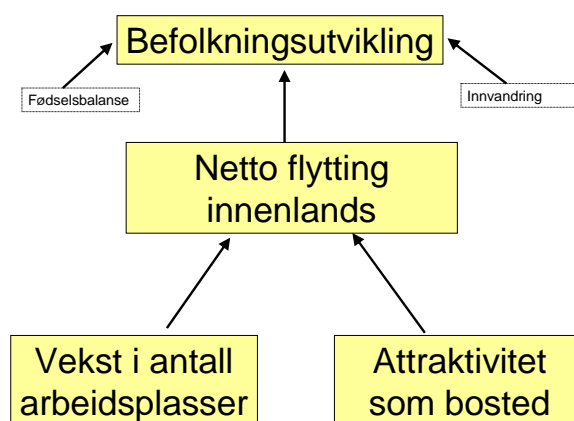 Befolkningsutvikling
Fødselsbalanse
Innvandring
Netto flytting
innenlands
Vekst i antall
arbeidsplasser
Attraktivitet
som bosted